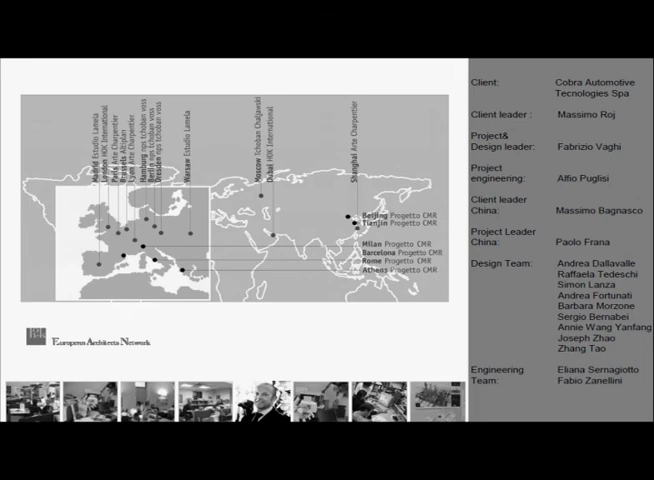 Madrid Estudio Lamela
London HOK International
Paris Arte Charpentier
Brussels Altiplan
Lyon Arte Charpentier
Hamburg nps tchoban voss
Berlin nps tchoban voss
Dresden nps tchoban voss
Warsaw Estudio Lamela
Moscow Tchoban
Dubai HOK International
Shanghai Arte Charpentier
Beijing Progetto CMR
Tianjin Progetto CMR
Milan Progetto CMR
Barcelona Progetto CMR
Rome Progetto CMR
Athens Progetto CMR
European Architects Network
Client: Cobra Automotive
Tecnologies Spa
Client leader : Massimo Roj
Project&
Design leader: Fabrizio Vaghi
Project
engineering: Alfio Puglisi
Client leader
China: Massimo Bagnasco
Project Leader
China: Paolo Frana
Design Team: Andrea Dallavalle
Raffaela Tedeschi
Simon Lanza
Andrea Fortunati
Barbara Morzone
Sergio Bernabei
Annie Wang Yanfang
Joseph Zhao
Zhang Tao
Engineering Eliana Sernagiotto
Team: Fabio Zanellini